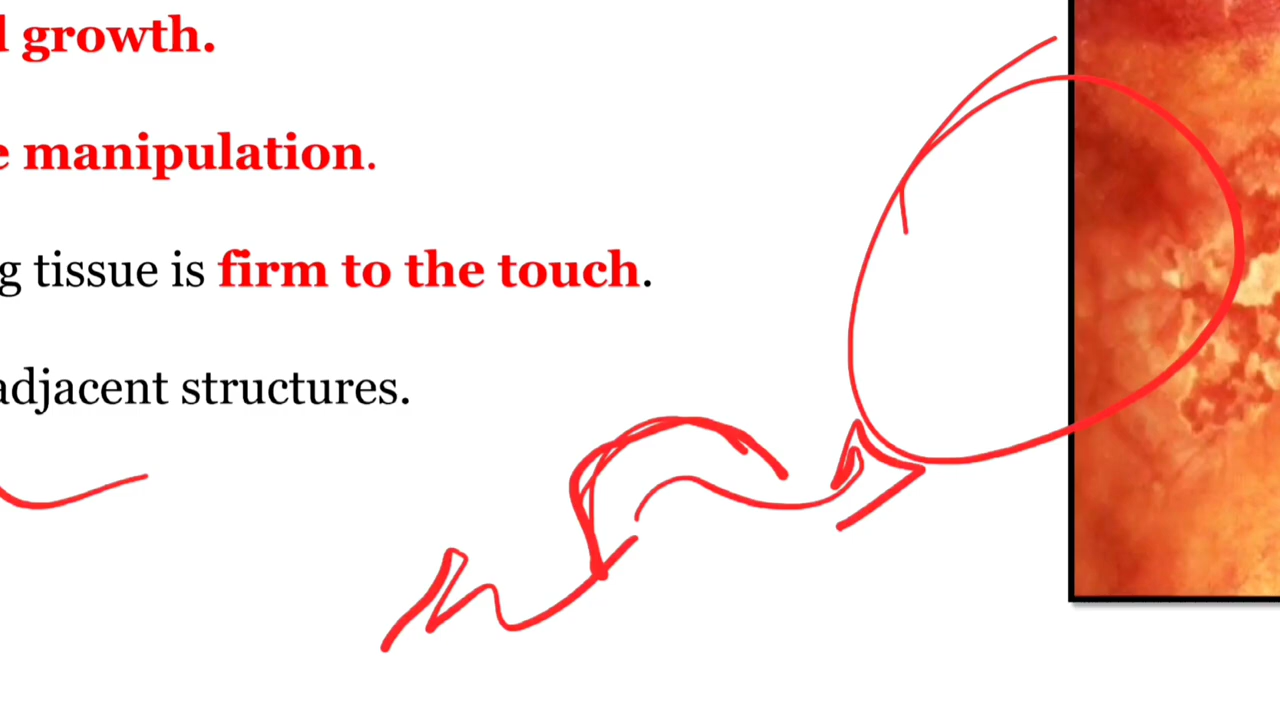 growth.
manipulation.
g tissue is firm to the touch.
adjacent structures.